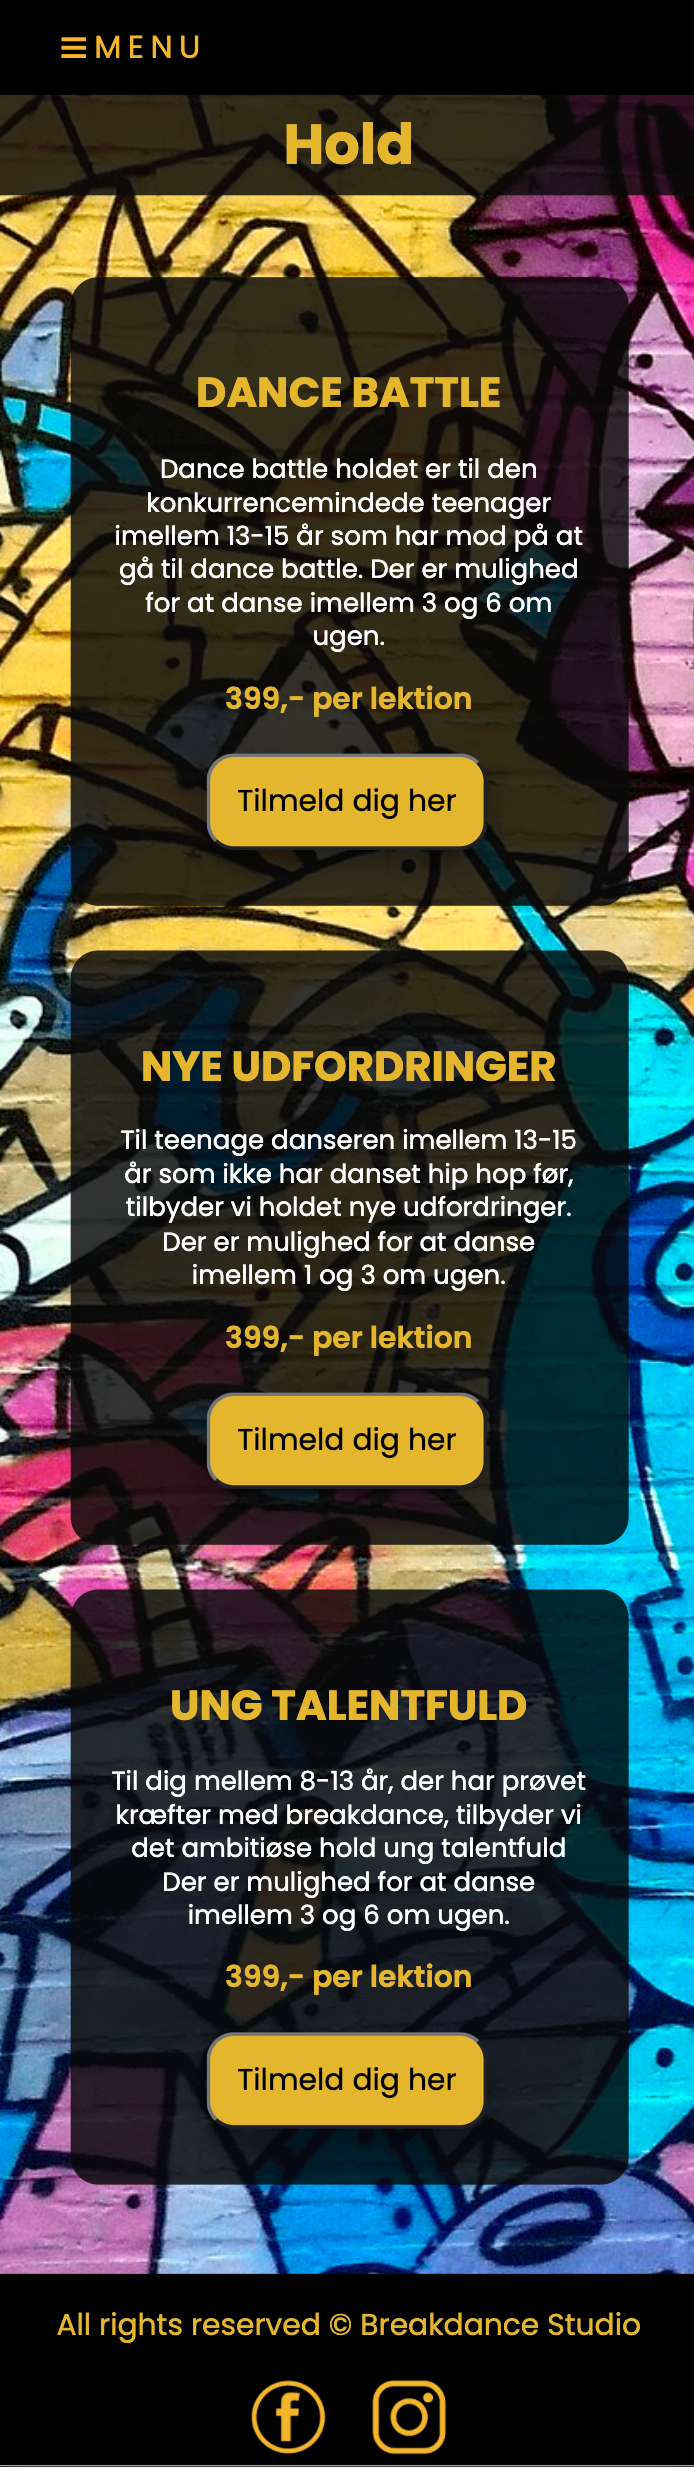 MENU
Hold
DANCE BATTLE
Dance battle holdet er til den
konkurrencemindede teenager
imellem 13-15 år som har mod på at
gå til dance battle. Der er mulighed
for at danse imellem 3 og 6 om
ugen.
399,- per lektion
Tilmeld dig her
NYE UDFORDRINGER
Til teenage danseren imellem 13-15
år som ikke har danset hip hop før,
tilbyder vi holdet nye udfordringer.
Der er mulighed for at danse
imellem 1 og 3 om ugen.
399,- per lektion
Tilmeld dig her
UNG TALENTFULD
Til dig mellem 8-13 år, der har prøvet
kræfter med breakdance, tilbyder vi
det ambitiøse hold ung talentfuld
Der er mulighed for at danse
imellem 3 og 6 om ugen.
399,- per lektion
Tilmeld dig her
All rights reserved © Breakdance Studio